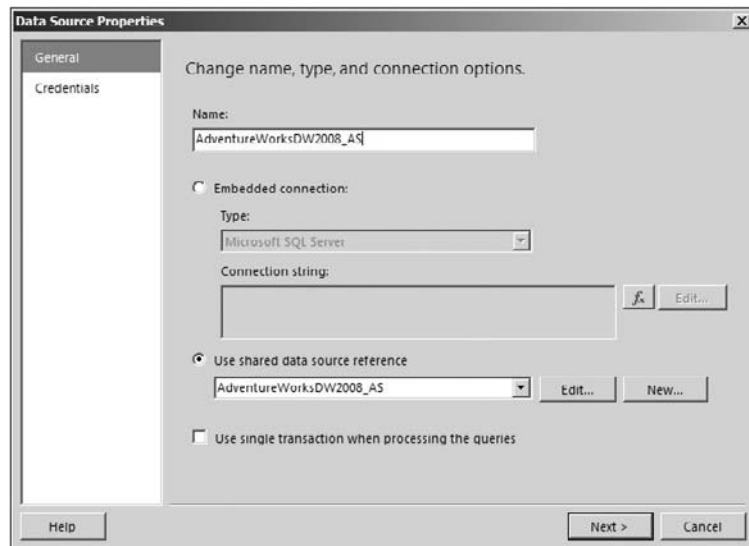 Data Source Properties
General
Credentials
Change name, type, and connection options.
Name:
AdventureWorksDW2008_AS
Embedded connection:
Type:
Microsoft SQL Server
Connection string:
fx
Edit...
Use shared data source reference
AdventureWorksDW2008_AS
Edit...
New...
Use single transaction when processing the queries
Help
Next >
Cancel